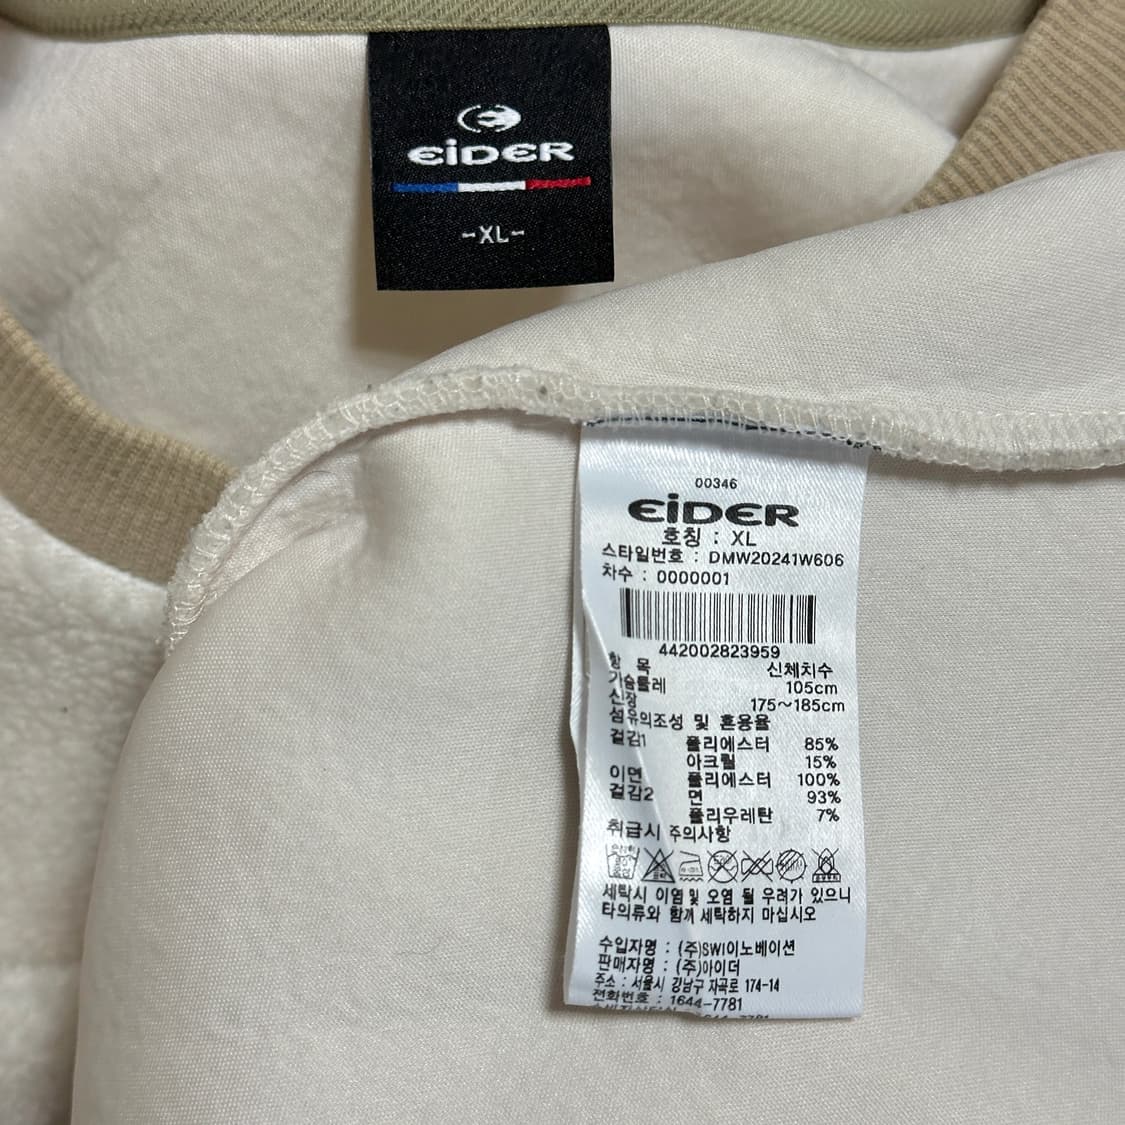 EiDER
-XL-
00346
EiDER
호칭 : XL
스타일번호 : DMW20241W606
차수 : 0000001
442002823959
항 목 신체치수
가슴둘레 105cm
신장 175~185cm
섬유의조성 및 혼용율
겉감1 폴리에스터 85%
아크릴 15%
이면 폴리에스터 100%
겉감2 면 93%
폴리우레탄 7%
취급시 주의사항
세탁시 이염 및 오염 될 우려가 있으니
타의류와 함께 세탁하지 마십시오
수입자명 : (주)SWI이노베이션
판매자명 : (주)아이더
주소 : 서울시 강남구 자곡로 174-14
전화번호 : 1644-7781